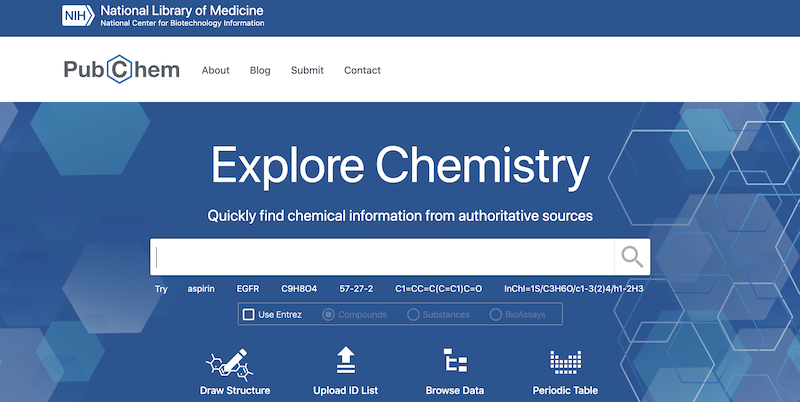 NIH National Library of Medicine
National Center for Biotechnology Information
PubChem About Blog Submit Contact
Explore Chemistry
Quickly find chemical information from authoritative sources
Try aspirin EGFR C9H8O4 57-27-2 C1=CC=C(C=C1)C=O InChI=1S/C3H6O/c1-3(2)4/h1-2H3
Use Entrez Compounds Substances BioAssays
Draw Structure Upload ID List Browse Data Periodic Table